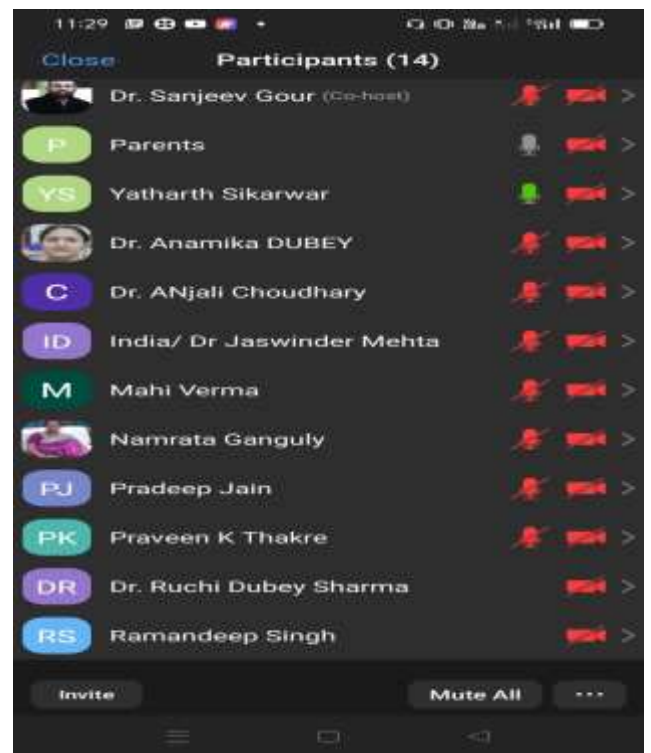 11:29
Close Participants (14)
Dr. Sanjeev Gour (Co-host)
P Parents
YS Yatharth Sikarwar
Dr. Anamika DUBEY
C Dr. ANjali Choudhary
ID India/ Dr Jaswinder Mehta
M Mahi Verma
Namrata Ganguly
PJ Pradeep Jain
PK Praveen K Thakre
DR Dr. Ruchi Dubey Sharma
RS Ramandeep Singh
Invite Mute All ...